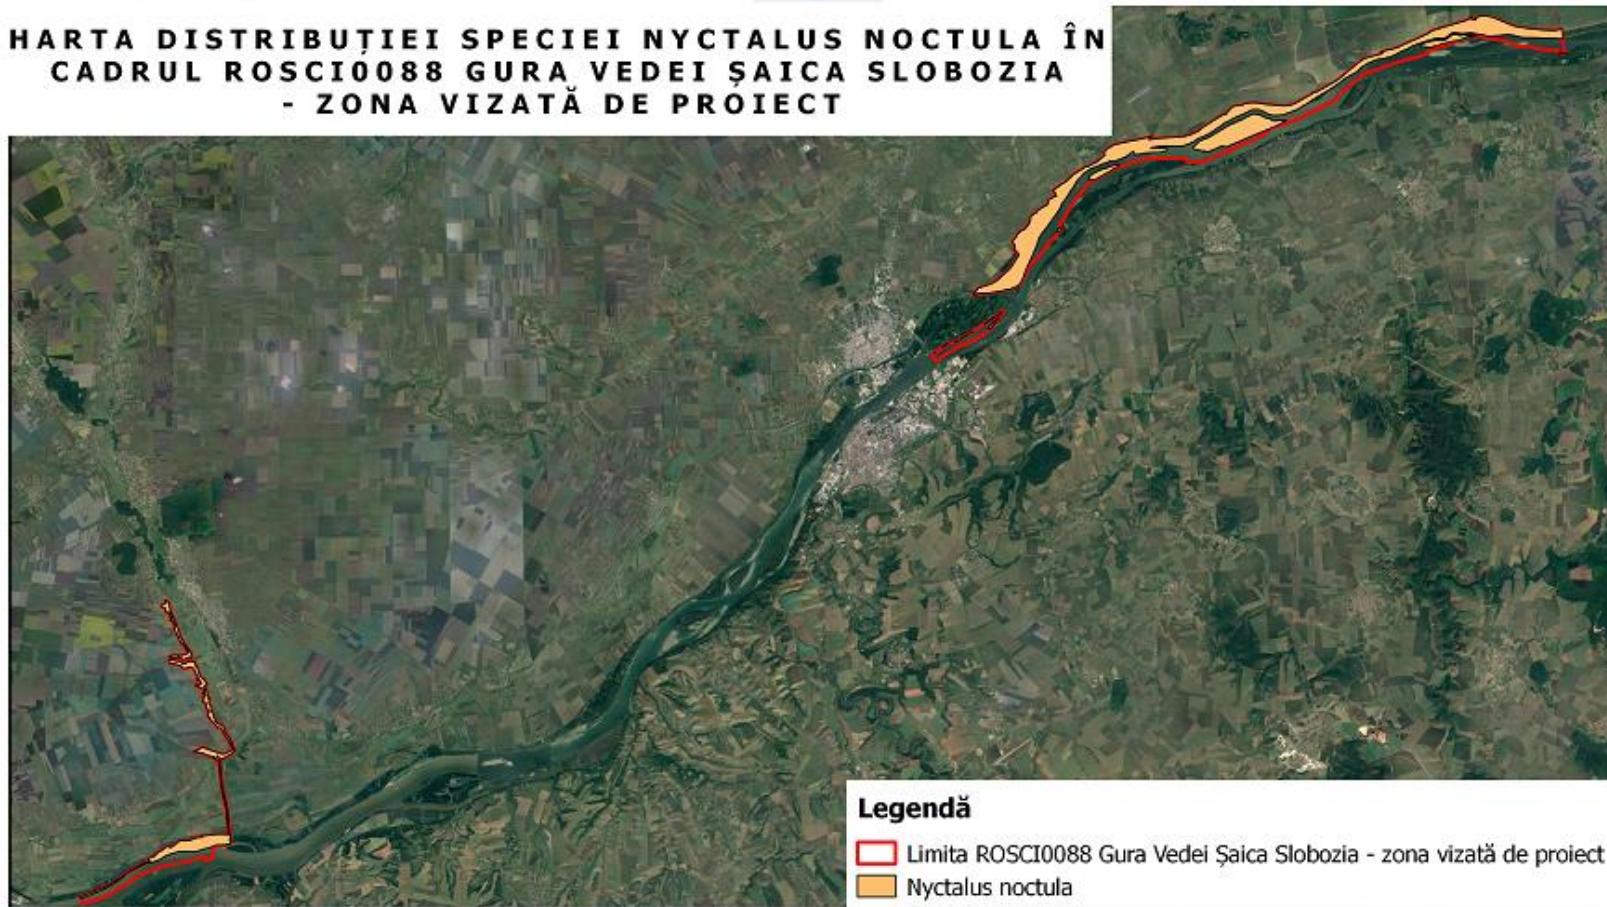 HARTA DISTRIBUȚIEI SPECIEI NYCTALUS NOCTULA ÎN
CADRUL ROSCI0088 GURA VEDEI ȘAICA SLOBOZIA
- ZONA VIZATĂ DE PROIECT
Legendă
Limita ROSCI0088 Gura Vedei Șaica Slobozia - zona vizată de proiect
Nyctalus noctula